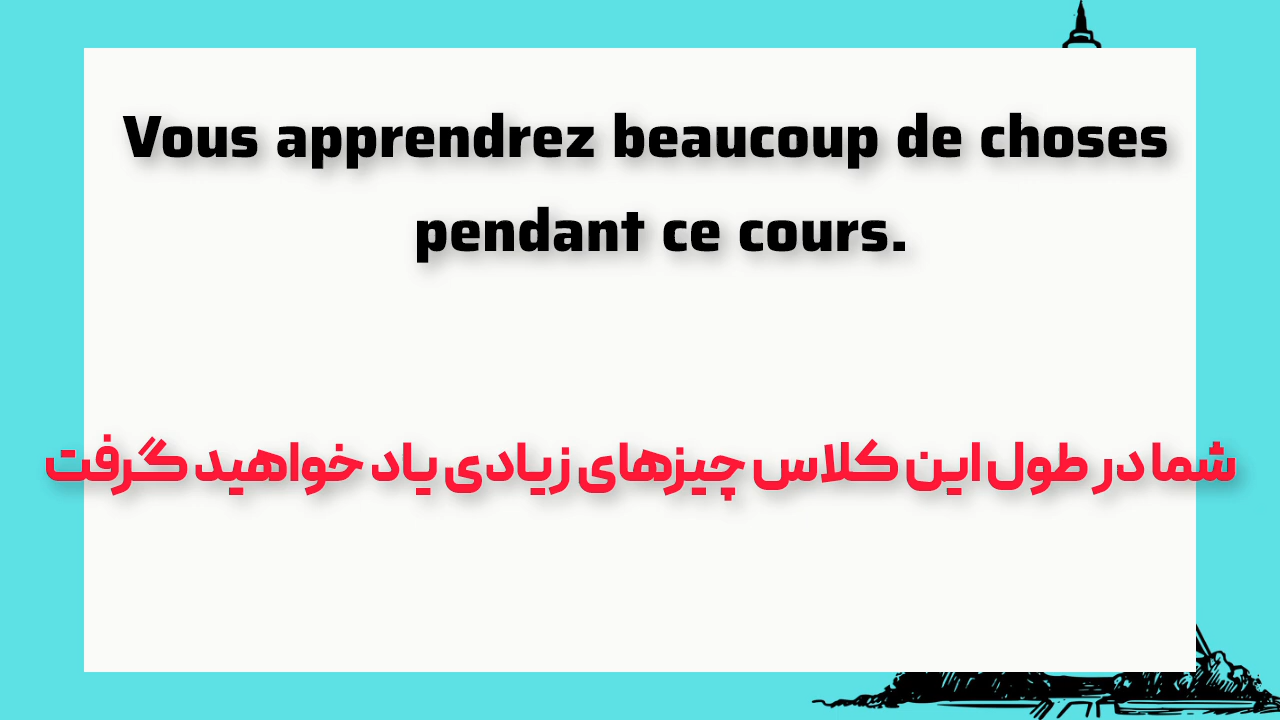 Vous apprendrez beaucoup de choses
pendant ce cours.
شما در طول این کلاس چیزهای زیادی یاد خواهید گرفت